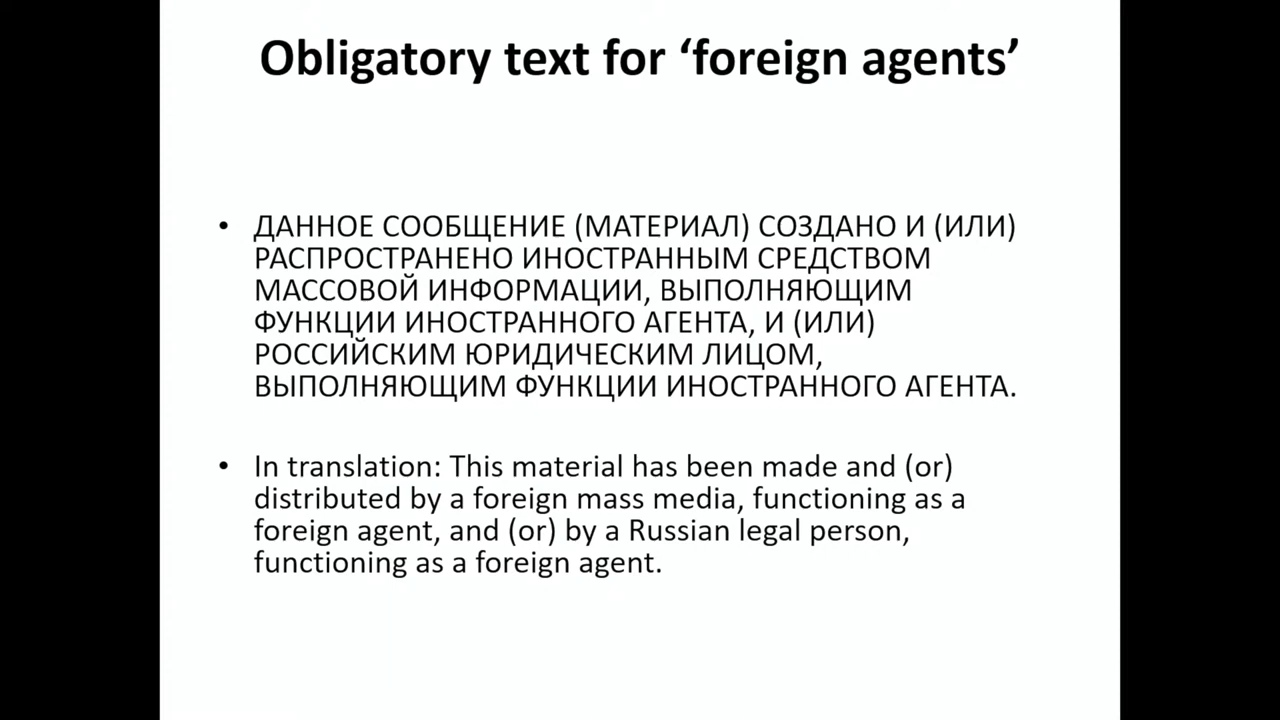 Obligatory text for ‘foreign agents’
• ДАННОЕ СООБЩЕНИЕ (МАТЕРИАЛ) СОЗДАНО И (ИЛИ)
РАСПРОСТРАНЕНО ИНОСТРАННЫМ СРЕДСТВОМ
МАССОВОЙ ИНФОРМАЦИИ, ВЫПОЛНЯЮЩИМ
ФУНКЦИИ ИНОСТРАННОГО АГЕНТА, И (ИЛИ)
РОССИЙСКИМ ЮРИДИЧЕСКИМ ЛИЦОМ,
ВЫПОЛНЯЮЩИМ ФУНКЦИИ ИНОСТРАННОГО АГЕНТА.
• In translation: This material has been made and (or)
distributed by a foreign mass media, functioning as a
foreign agent, and (or) by a Russian legal person,
functioning as a foreign agent.